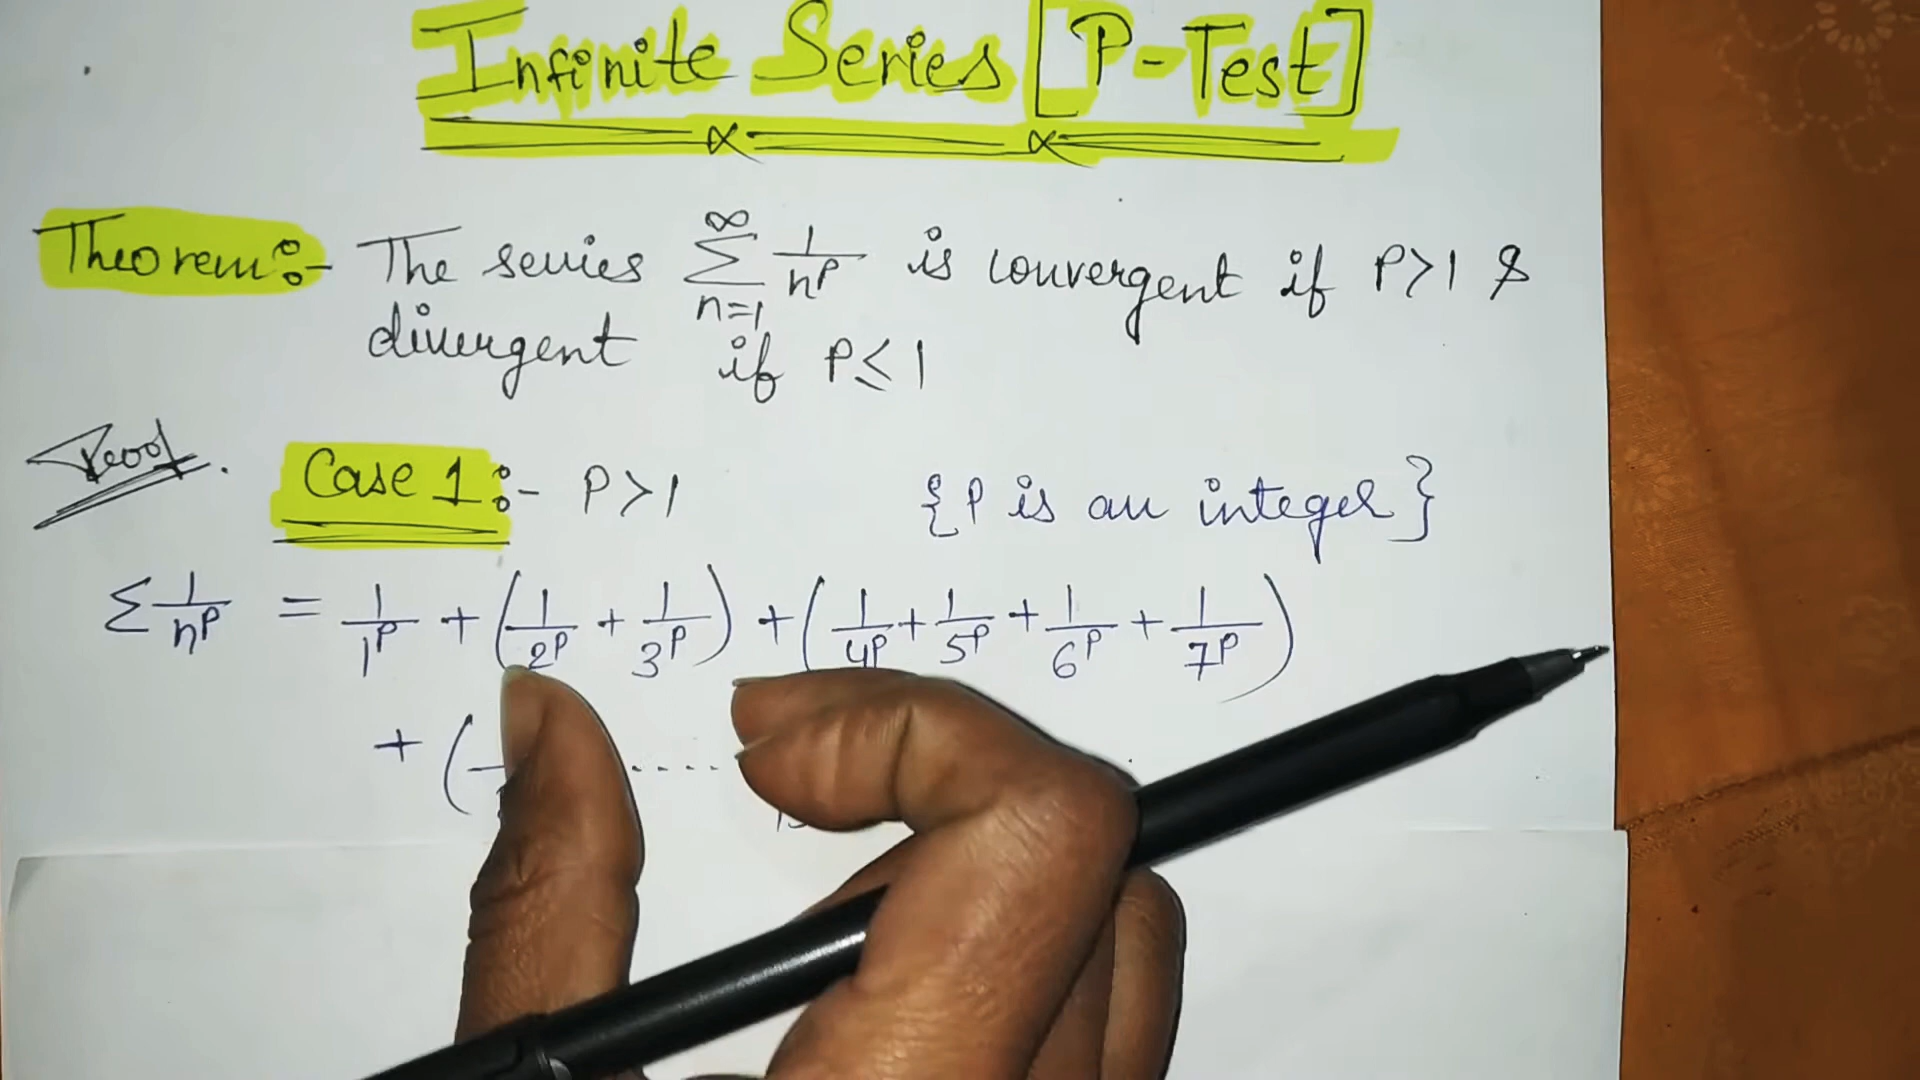 Infinite Series [P-Test]
Theorem:- The series ∞∑n=1 1/n^p is convergent if P>1 &
divergent if P≤1
Proof.
Case 1:- P>1 {P is an integer}
∑ 1/n^p = 1/1^p + (1/2^p + 1/3^p) + (1/4^p + 1/5^p + 1/6^p + 1/7^p)
+ ( .....